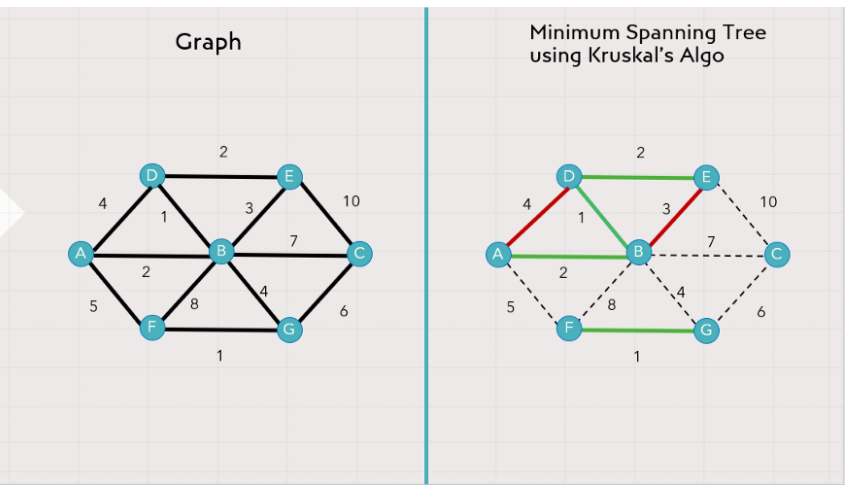 Graph
Minimum Spanning Tree
using Kruskal's Algo
2
D
E
4
1
3
10
A
B
7
C
2
5
8
4
6
F
G
1
2
D
E
4
1
3
10
A
B
7
C
2
5
8
4
6
F
G
1